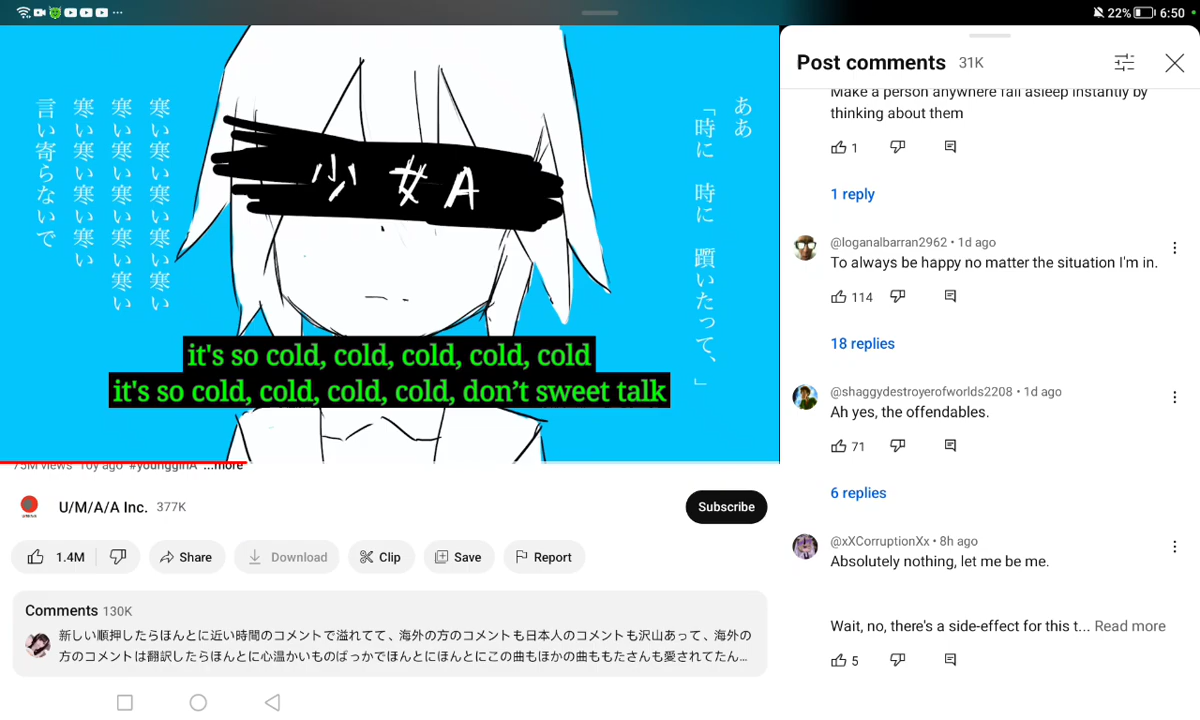 22% 6:50
ああ
「時に 時に 躓いたって、」
寒い寒い寒い寒い寒い
寒い寒い寒い寒い寒い
寒い寒い寒い寒い
言い寄らないで
少女A
it's so cold, cold, cold, cold, cold
it's so cold, cold, cold, cold, don’t sweet talk
75M views 10y ago #youngginA ...more
U/M/A/A Inc. 377K
Subscribe
1.4M
Share
Download
Clip
Save
Report
Comments 130K
新しい順押したらほんとに近い時間のコメントで溢れてて、海外の方のコメントも日本人のコメントも沢山あって、海外の
方のコメントは翻訳したらほんとに心温かいものばっかでほんとにほんとにこの曲もほかの曲ももたさんも愛されてたん…
Post comments 31K
Make a person anywhere fall asleep instantly by
thinking about them
1
1 reply
@loganalbarran2962 • 1d ago
To always be happy no matter the situation I'm in.
114
18 replies
@shaggydestroyerofworlds2208 • 1d ago
Ah yes, the offendables.
71
6 replies
@xXCorruptionXx • 8h ago
Absolutely nothing, let me be me.
Wait, no, there's a side-effect for this t... Read more
5